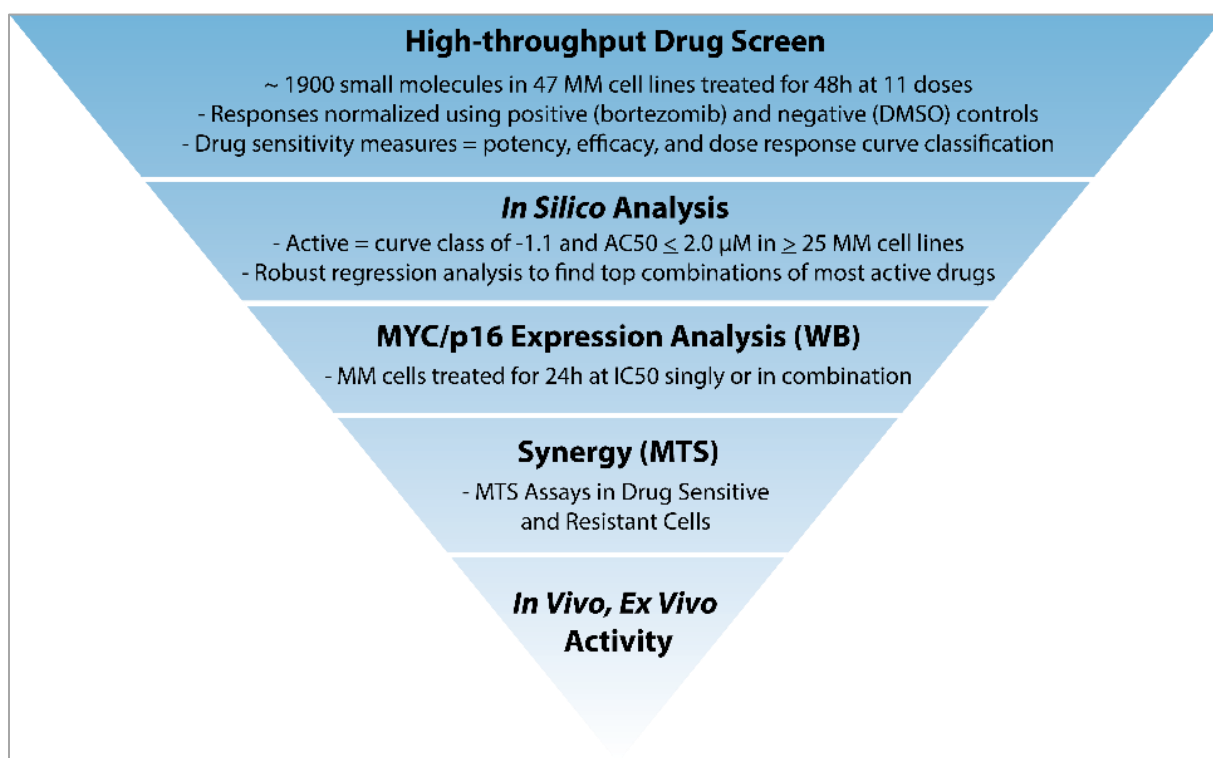 High-throughput Drug Screen
~ 1900 small molecules in 47 MM cell lines treated for 48h at 11 doses
- Responses normalized using positive (bortezomib) and negative (DMSO) controls
- Drug sensitivity measures = potency, efficacy, and dose response curve classification
In Silico Analysis
- Active = curve class of -1.1 and AC50 ≤ 2.0 μM in ≥ 25 MM cell lines
- Robust regression analysis to find top combinations of most active drugs
MYC/p16 Expression Analysis (WB)
- MM cells treated for 24h at IC50 singly or in combination
Synergy (MTS)
- MTS Assays in Drug Sensitive
and Resistant Cells
In Vivo, Ex Vivo
Activity